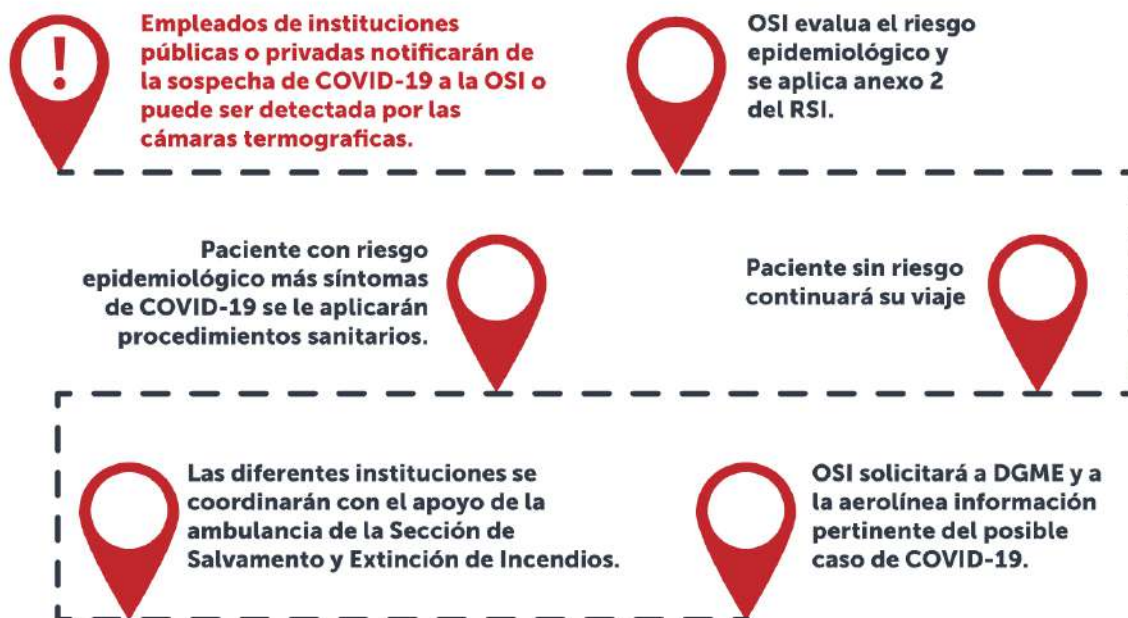 !
Empleados de instituciones
públicas o privadas notificarán de
la sospecha de COVID-19 a la OSI o
puede ser detectada por las
cámaras termograficas.
OSI evalua el riesgo
epidemiológico y
se aplica anexo 2
del RSI.
Paciente sin riesgo
continuará su viaje
Paciente con riesgo
epidemiológico más síntomas
de COVID-19 se le aplicarán
procedimientos sanitarios.
Las diferentes instituciones se
coordinarán con el apoyo de la
ambulancia de la Sección de
Salvamento y Extinción de Incendios.
OSI solicitará a DGME y a
la aerolínea información
pertinente del posible
caso de COVID-19.